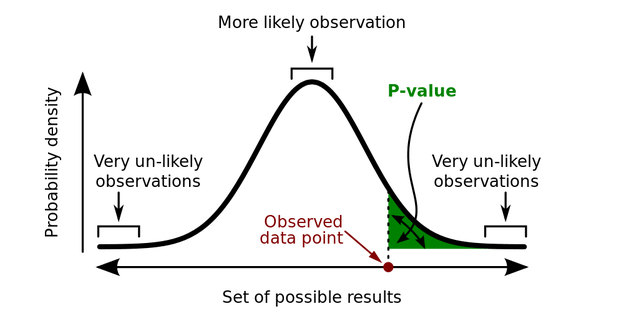 More likely observation
P-value
Probability density
Very un-likely
observations
Very un-likely
observations
Observed
data point
Set of possible results